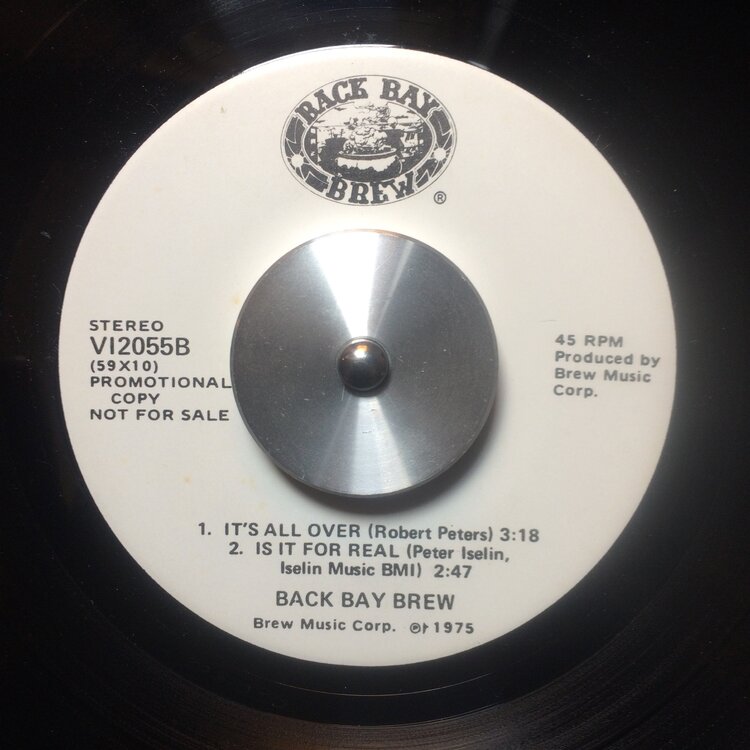 BACK BAY
BREW
®
STEREO
VI2055B
(59X10)
PROMOTIONAL
COPY
NOT FOR SALE
45 RPM
Produced by
Brew Music
Corp.
1. IT'S ALL OVER (Robert Peters) 3:18
2. IS IT FOR REAL (Peter Iselin,
Iselin Music BMI) 2:47
BACK BAY BREW
Brew Music Corp. ℗ 1975